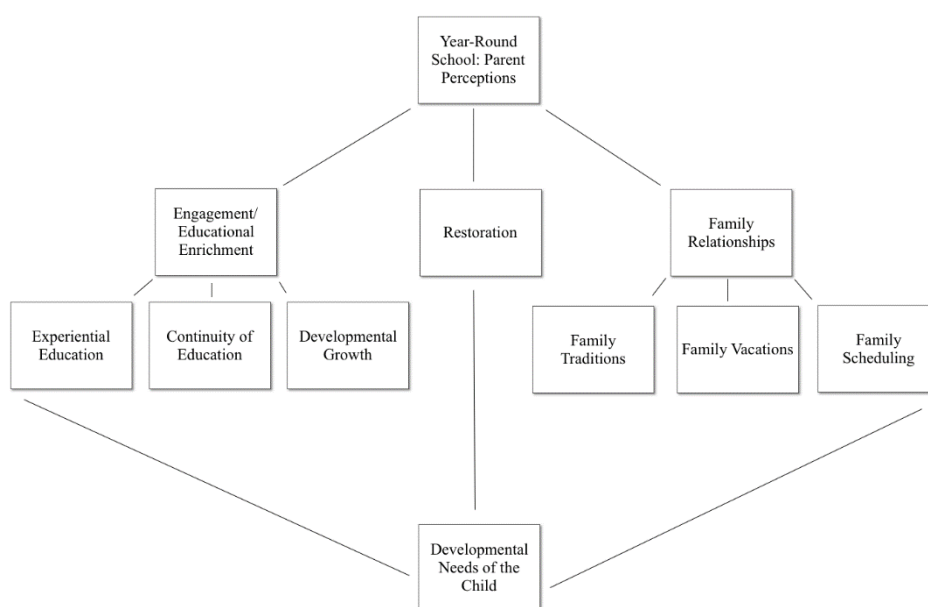 Year-Round
School: Parent
Perceptions
Engagement/
Educational
Enrichment
Restoration
Family
Relationships
Experiential
Education
Continuity of
Education
Developmental
Growth
Family
Traditions
Family Vacations
Family
Scheduling
Developmental
Needs of the
Child